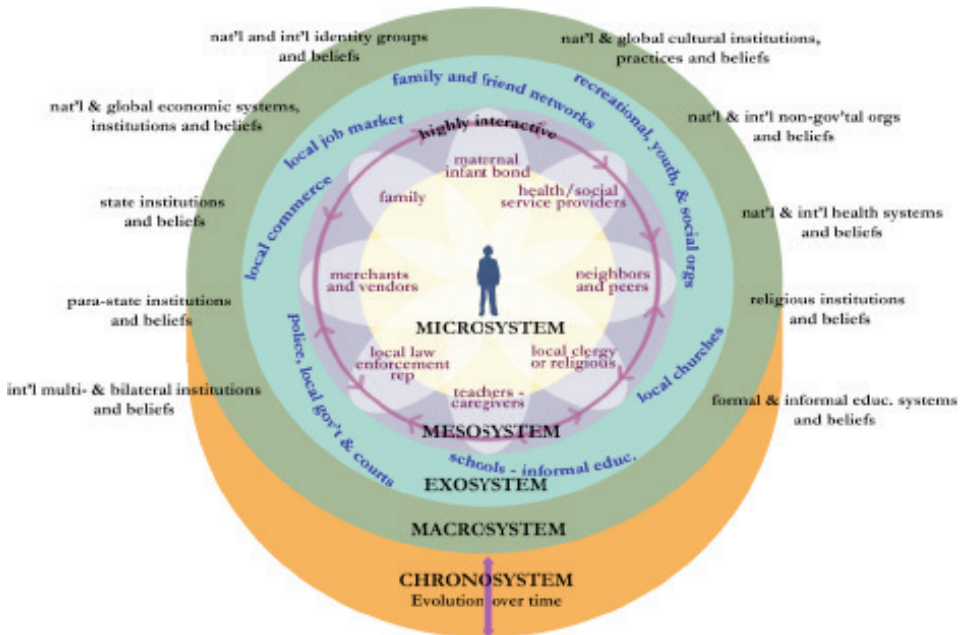 nat'l and int'l identity groups
and beliefs
nat'l & global cultural institutions,
practices and beliefs
family and friend networks
recreational, youth, & social orgs
nat'l & global economic systems,
institutions and beliefs
local job market
highly interactive
nat'l & int'l non-gov'tal orgs
and beliefs
maternal
infant bond
family
health/social
service providers
state institutions
and beliefs
local commerce
nat'l & int'l health systems
and beliefs
merchants
and vendors
neighbors
and peers
para-state institutions
and beliefs
religious institutions
and beliefs
MICROSYSTEM
police, local gov't & courts
local law
enforcement
rep
local clergy
or religious
local churches
int'l multi- & bilateral institutions
and beliefs
teachers -
caregivers
formal & informal educ. systems
and beliefs
MESOSYSTEM
schools - informal educ.
EXOSYSTEM
MACROSYSTEM
CHRONOSYSTEM
Evolution over time